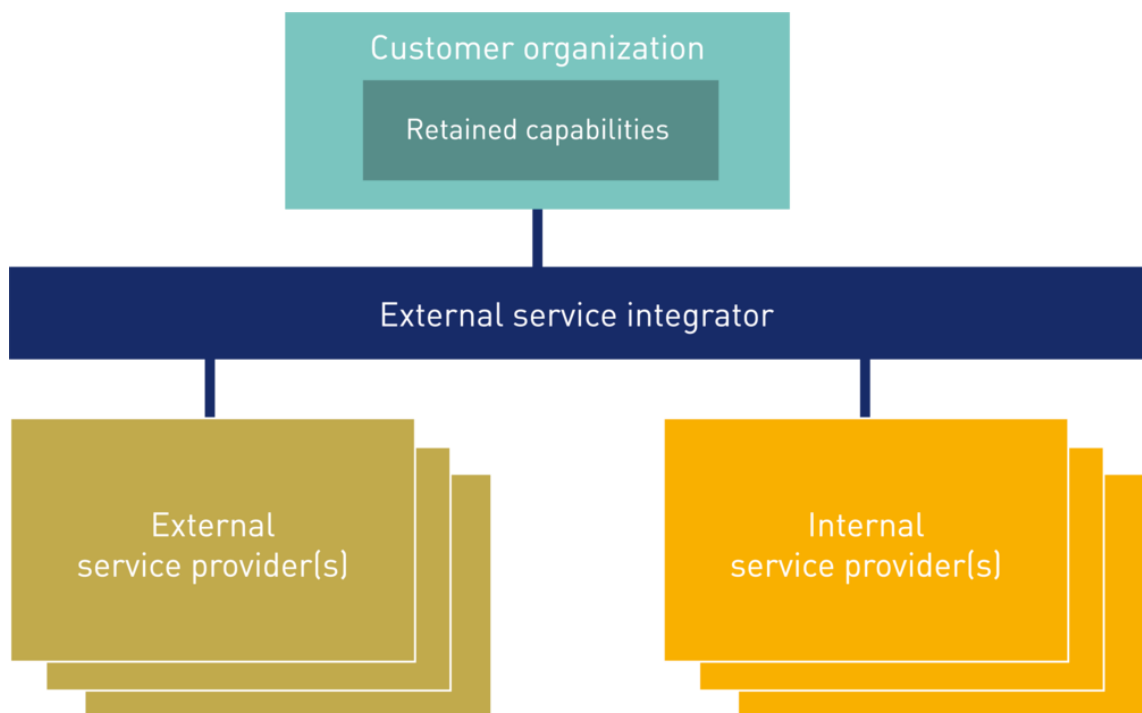 Customer organization
Retained capabilities
External service integrator
External
service provider(s)
Internal
service provider(s)